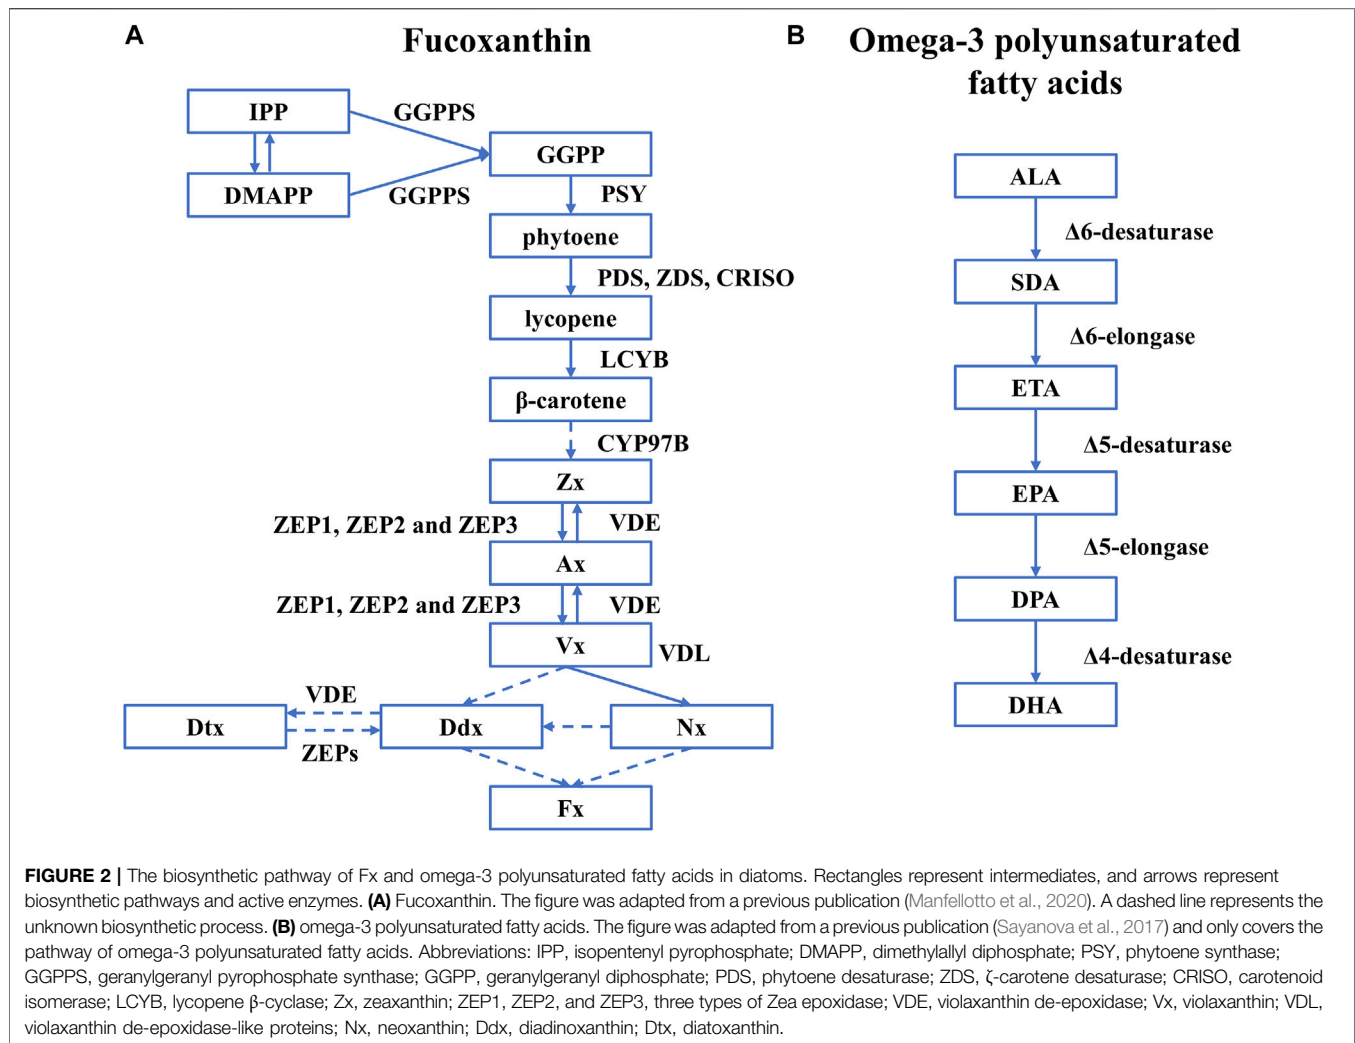 A
Fucoxanthin
IPP
GGPPS
DMAPP
GGPPS
GGPP
PSY
phytoene
PDS, ZDS, CRISO
lycopene
LCYB
β-carotene
CYP97B
Zx
ZEP1, ZEP2 and ZEP3
VDE
Ax
ZEP1, ZEP2 and ZEP3
VDE
Vx
VDL
VDE
Dtx
Ddx
Nx
ZEPs
Fx
B
Omega-3 polyunsaturated
fatty acids
ALA
Δ6-desaturase
SDA
Δ6-elongase
ETA
Δ5-desaturase
EPA
Δ5-elongase
DPA
Δ4-desaturase
DHA
FIGURE 2 | The biosynthetic pathway of Fx and omega-3 polyunsaturated fatty acids in diatoms. Rectangles represent intermediates, and arrows represent
biosynthetic pathways and active enzymes. (A) Fucoxanthin. The figure was adapted from a previous publication (Manfellotto et al., 2020). A dashed line represents the
unknown biosynthetic process. (B) omega-3 polyunsaturated fatty acids. The figure was adapted from a previous publication (Sayanova et al., 2017) and only covers the
pathway of omega-3 polyunsaturated fatty acids. Abbreviations: IPP, isopentenyl pyrophosphate; DMAPP, dimethylallyl diphosphate; PSY, phytoene synthase;
GGPPS, geranylgeranyl pyrophosphate synthase; GGPP, geranylgeranyl diphosphate; PDS, phytoene desaturase; ZDS, ζ-carotene desaturase; CRISO, carotenoid
isomerase; LCYB, lycopene β-cyclase; Zx, zeaxanthin; ZEP1, ZEP2, and ZEP3, three types of Zea epoxidase; VDE, violaxanthin de-epoxidase; Vx, violaxanthin; VDL,
violaxanthin de-epoxidase-like proteins; Nx, neoxanthin; Ddx, diadinoxanthin; Dtx, diatoxanthin.